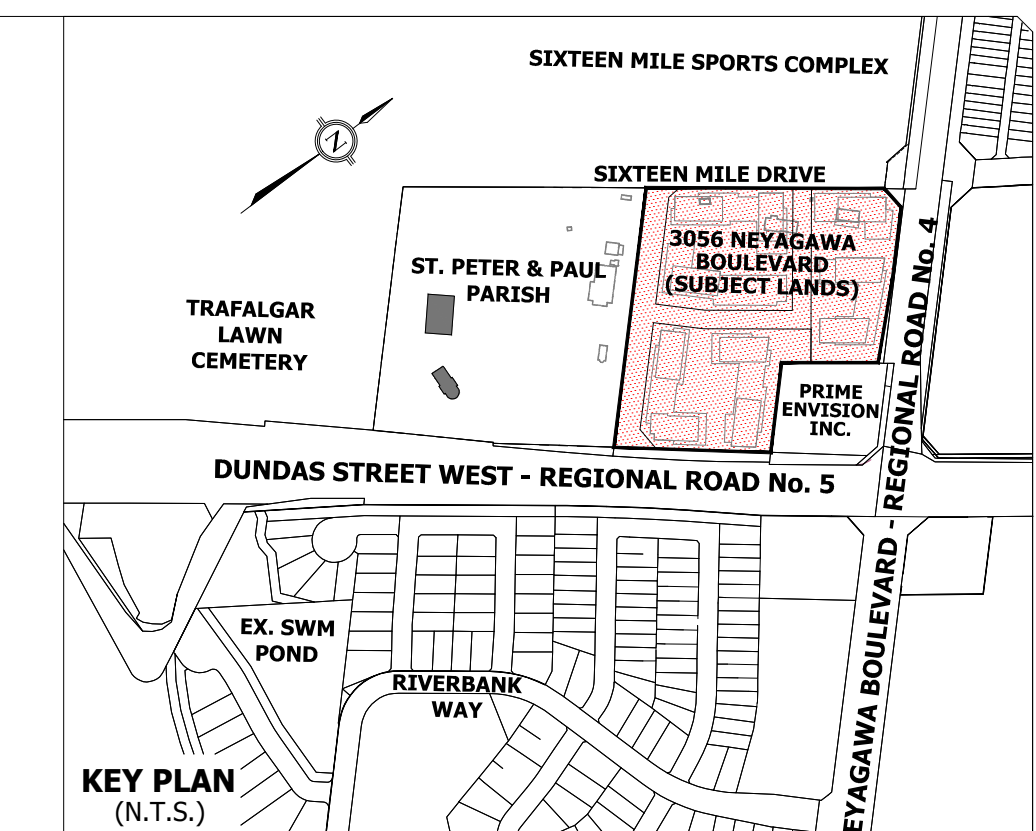 SIXTEEN MILE SPORTS COMPLEX
N
SIXTEEN MILE DRIVE
3056 NEYAGAWA
BOULEVARD
(SUBJECT LANDS)
ST. PETER & PAUL
PARISH
TRAFALGAR
LAWN
CEMETERY
PRIME
ENVISION
INC.
DUNDAS STREET WEST - REGIONAL ROAD No. 5
EYAGAWA BOULEVARD - REGIONAL ROAD No. 4
EX. SWM
POND
RIVERBANK
WAY
KEY PLAN
(N.T.S.)